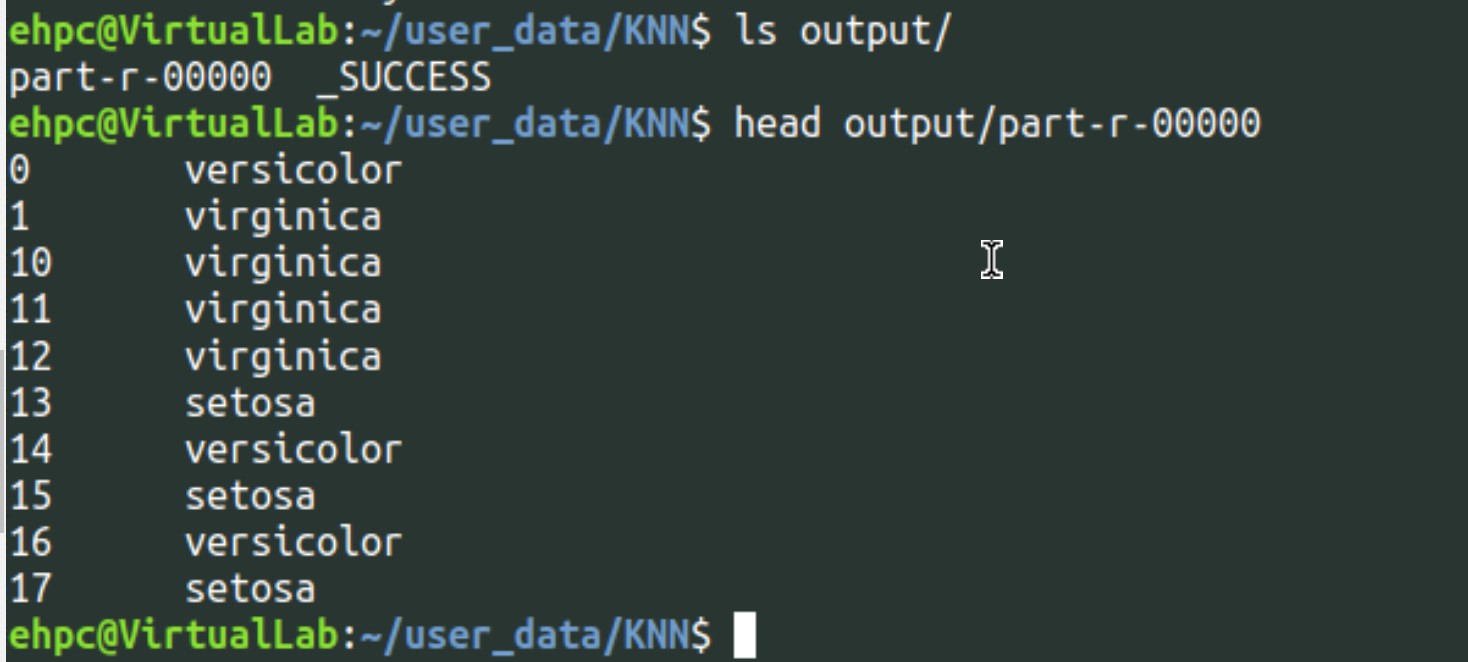 ehpc@VirtualLab:~/user_data/KNN$ ls output/
part-r-00000  _SUCCESS
ehpc@VirtualLab:~/user_data/KNN$ head output/part-r-00000
0	versicolor
1	virginica
10	virginica
11	virginica
12	virginica
13	setosa
14	versicolor
15	setosa
16	versicolor
17	setosa
ehpc@VirtualLab:~/user_data/KNN$